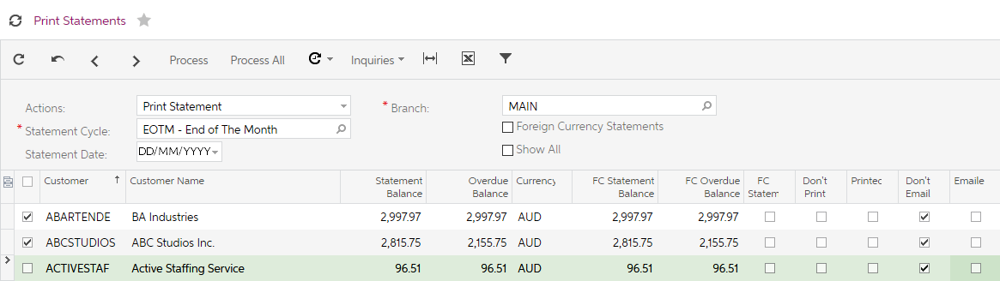 Print Statements
Process Process All Inquiries
Actions: Print Statement * Branch: MAIN
* Statement Cycle: EOTM - End of The Month Foreign Currency Statements
Statement Date: DD/MM/YYYY Show All
Customer Customer Name Statement Balance Overdue Balance Currency FC Statement Balance FC Overdue Balance FC Statem Don't Print Printec Don't Email Emaile
ABARTENDE BA Industries 2,997.97 2,997.97 AUD 2,997.97 2,997.97
ABCSTUDIOS ABC Studios Inc. 2,815.75 2,155.75 AUD 2,815.75 2,155.75
ACTIVESTAF Active Staffing Service 96.51 96.51 AUD 96.51 96.51